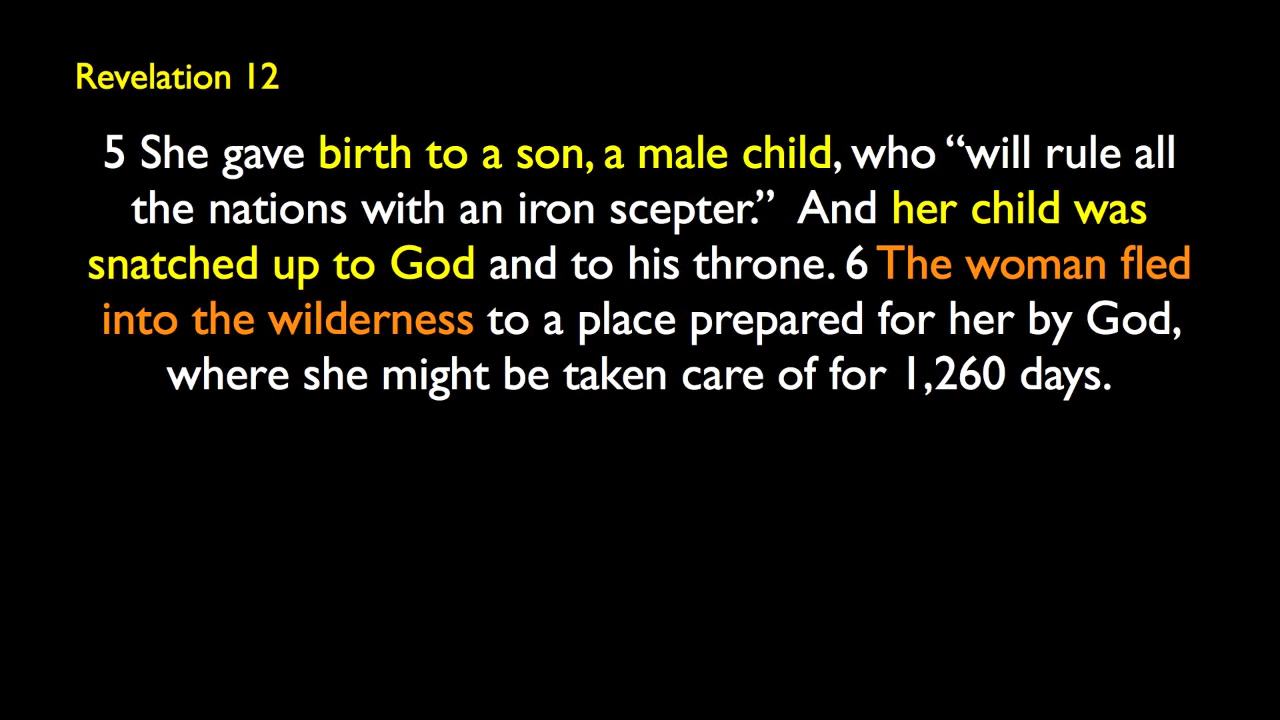 Revelation 12
5 She gave birth to a son, a male child, who “will rule all
the nations with an iron scepter.”  And her child was
snatched up to God and to his throne. 6 The woman fled
into the wilderness to a place prepared for her by God,
where she might be taken care of for 1,260 days.